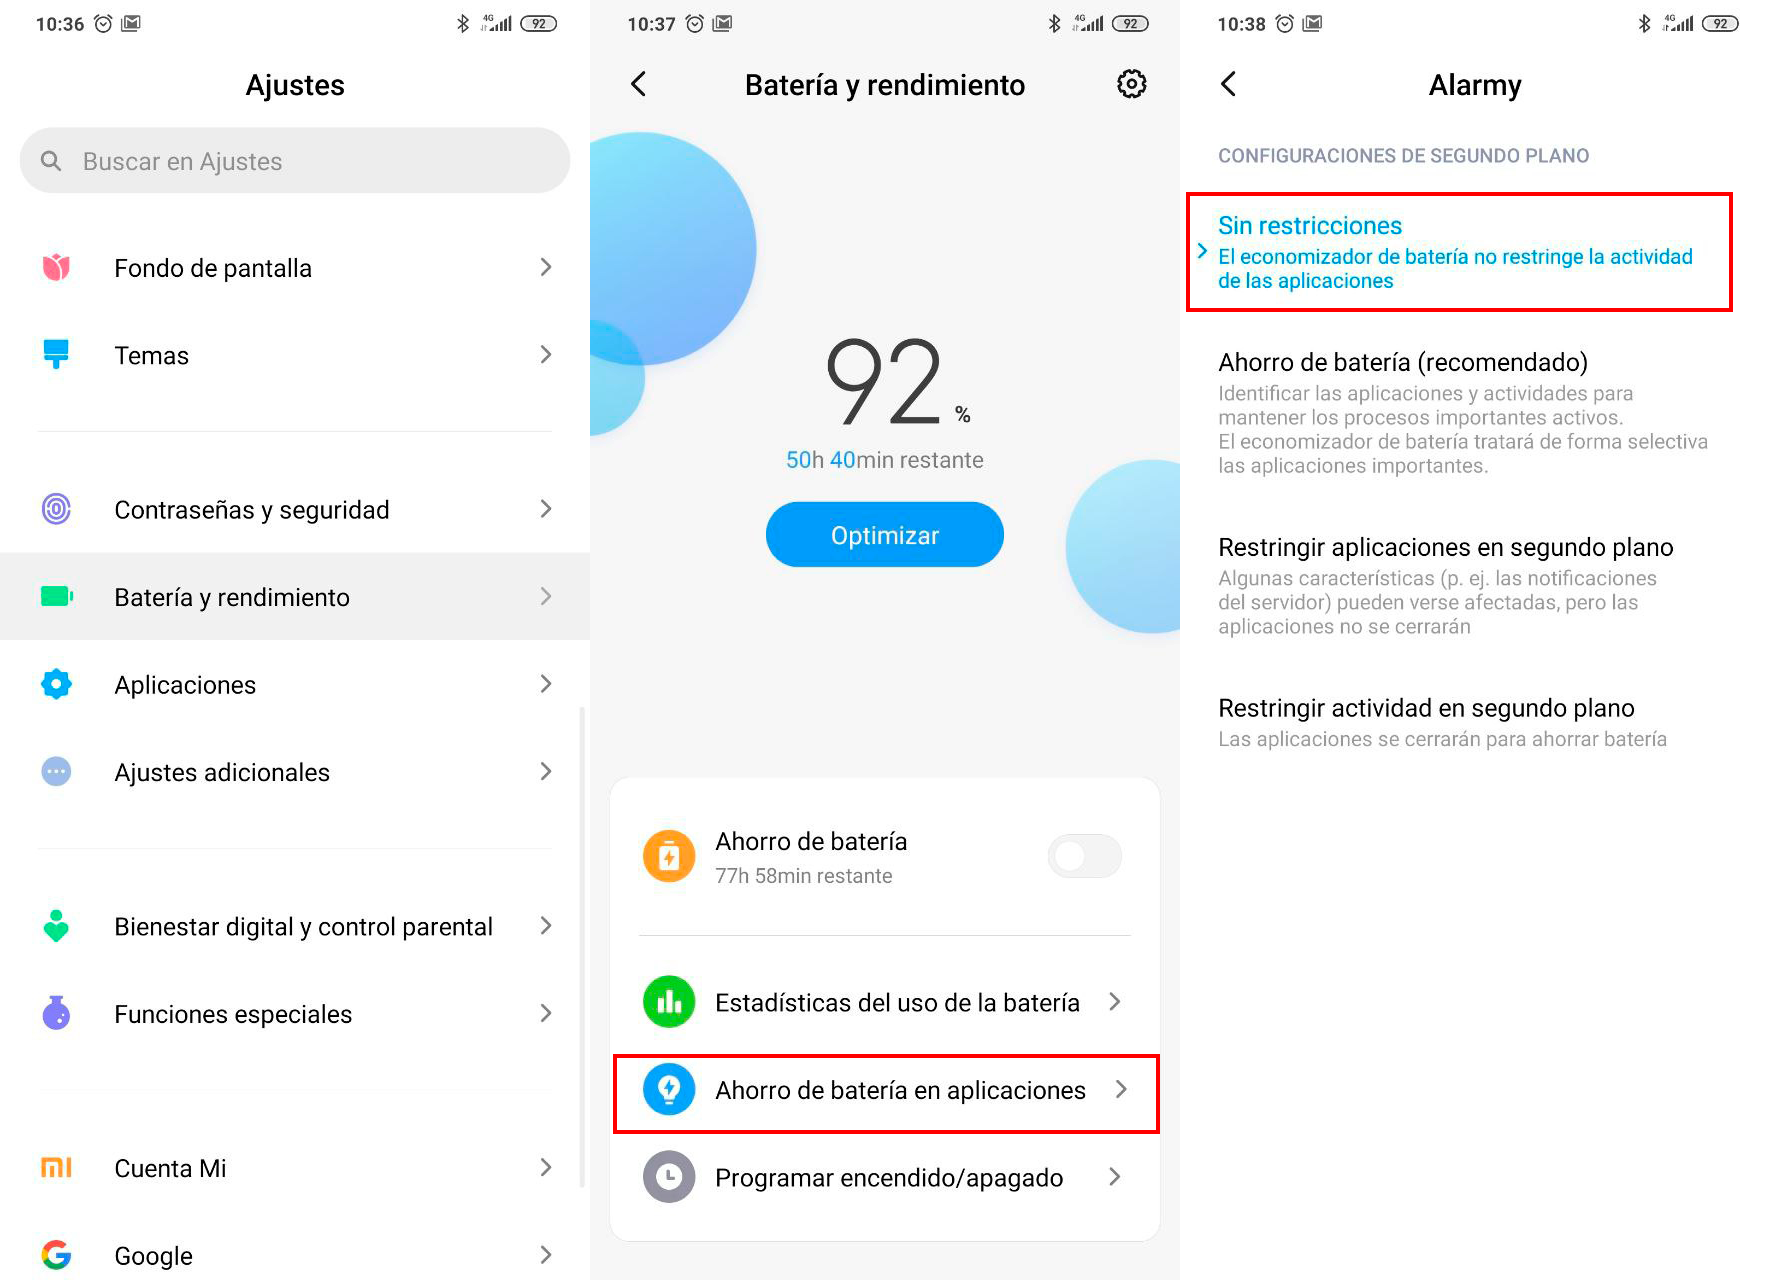 10:36
4G
92
Ajustes
Buscar en Ajustes
Fondo de pantalla
Temas
Contraseñas y seguridad
Batería y rendimiento
Aplicaciones
Ajustes adicionales
Bienestar digital y control parental
Funciones especiales
Cuenta Mi
Google
10:37
4G
92
Batería y rendimiento
92 %
50h 40min restante
Optimizar
Ahorro de batería
77h 58min restante
Estadísticas del uso de la batería
Ahorro de batería en aplicaciones
Programar encendido/apagado
10:38
4G
92
Alarmy
CONFIGURACIONES DE SEGUNDO PLANO
Sin restricciones
El economizador de batería no restringe la actividad
de las aplicaciones
Ahorro de batería (recomendado)
Identificar las aplicaciones y actividades para
mantener los procesos importantes activos.
El economizador de batería tratará de forma selectiva
las aplicaciones importantes.
Restringir aplicaciones en segundo plano
Algunas características (p. ej. las notificaciones
del servidor) pueden verse afectadas, pero las
aplicaciones no se cerrarán
Restringir actividad en segundo plano
Las aplicaciones se cerrarán para ahorrar batería